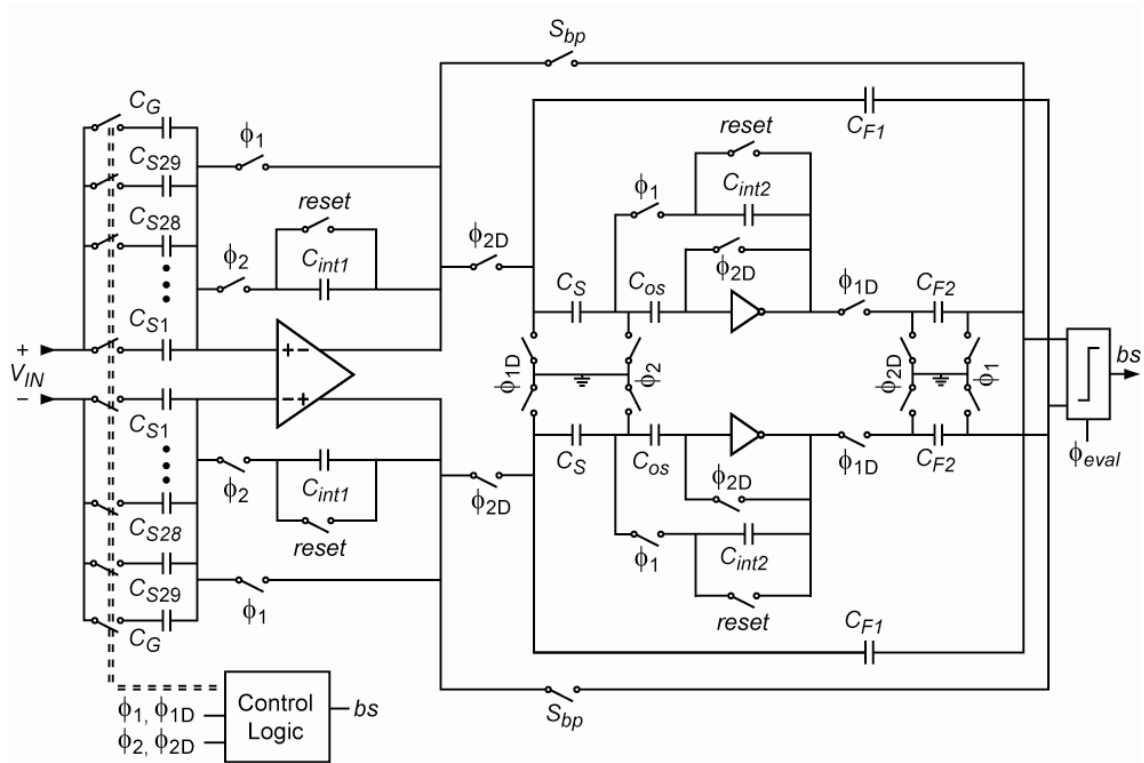 S_bp
C_G
C_F1
ϕ_1
reset
C_S29
C_int2
ϕ_1
C_S28
reset
ϕ_2D
ϕ_2
C_int1
ϕ_2D
C_S
C_os
ϕ_1D
C_F2
C_S1
+
V_IN
−
+ −
− +
ϕ_1D
ϕ_2
ϕ_2D
ϕ_1
bs
C_S1
ϕ_eval
C_S
C_os
ϕ_1D
C_F2
ϕ_2
C_int1
ϕ_2D
ϕ_2D
C_S28
reset
ϕ_1
C_int2
C_S29
ϕ_1
reset
C_G
C_F1
S_bp
ϕ_1, ϕ_1D
ϕ_2, ϕ_2D
Control
Logic
bs